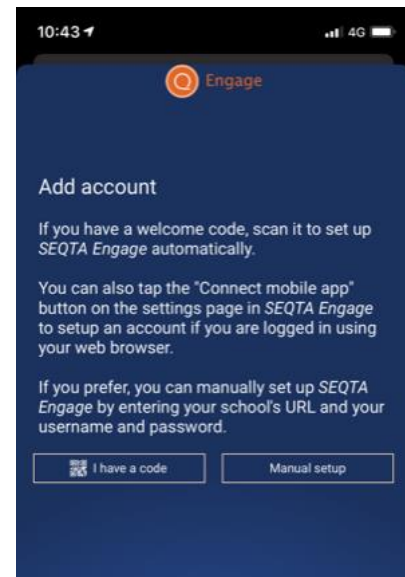 10:43
4G
Engage
Add account
If you have a welcome code, scan it to set up
SEQTA Engage automatically.
You can also tap the "Connect mobile app"
button on the settings page in SEQTA Engage
to setup an account if you are logged in using
your web browser.
If you prefer, you can manually set up SEQTA
Engage by entering your school's URL and your
username and password.
I have a code
Manual setup